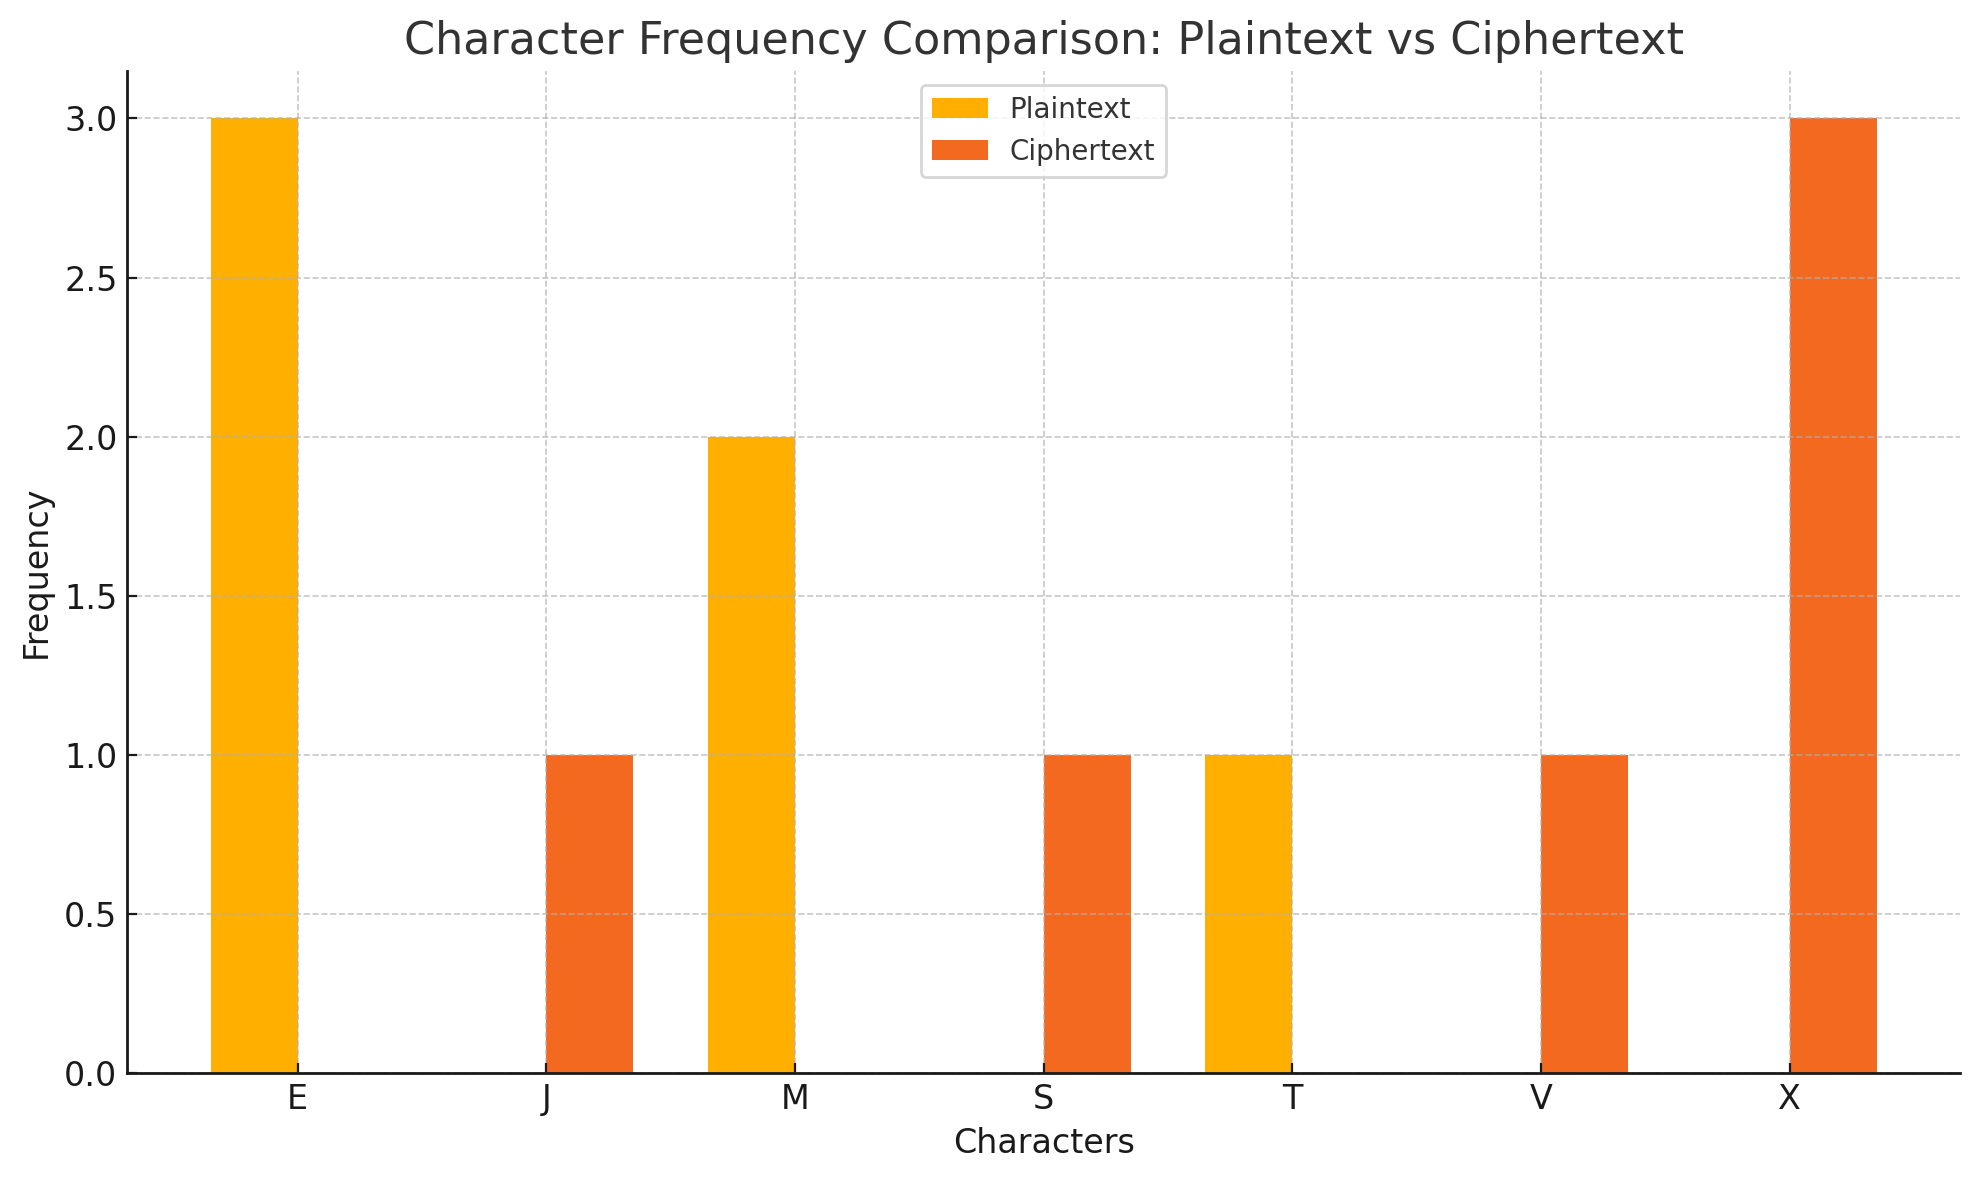 Character Frequency Comparison: Plaintext vs Ciphertext
Plaintext
Ciphertext
3.0
2.5
2.0
1.5
1.0
0.5
0.0
Frequency
E J M S T V X
Characters